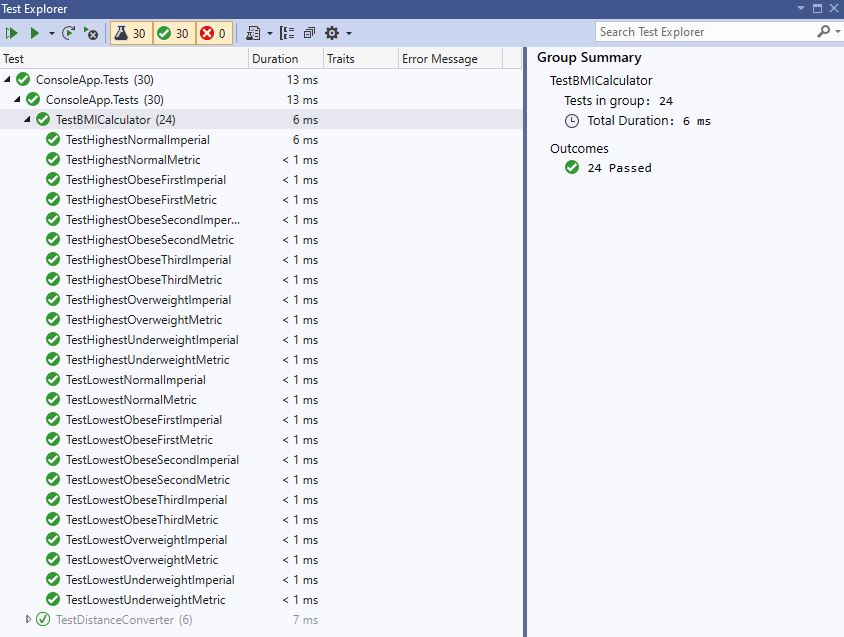 Test Explorer
30 30 0
Search Test Explorer
Test Duration Traits Error Message
ConsoleApp.Tests (30) 13 ms
ConsoleApp.Tests (30) 13 ms
TestBMICalculator (24) 6 ms
TestHighestNormalImperial 6 ms
TestHighestNormalMetric < 1 ms
TestHighestObeseFirstImperial < 1 ms
TestHighestObeseFirstMetric < 1 ms
TestHighestObeseSecondImper... < 1 ms
TestHighestObeseSecondMetric < 1 ms
TestHighestObeseThirdImperial < 1 ms
TestHighestObeseThirdMetric < 1 ms
TestHighestOverweightImperial < 1 ms
TestHighestOverweightMetric < 1 ms
TestHighestUnderweightImperial < 1 ms
TestHighestUnderweightMetric < 1 ms
TestLowestNormalImperial < 1 ms
TestLowestNormalMetric < 1 ms
TestLowestObeseFirstImperial < 1 ms
TestLowestObeseFirstMetric < 1 ms
TestLowestObeseSecondImperial < 1 ms
TestLowestObeseSecondMetric < 1 ms
TestLowestObeseThirdImperial < 1 ms
TestLowestObeseThirdMetric < 1 ms
TestLowestOverweightImperial < 1 ms
TestLowestOverweightMetric < 1 ms
TestLowestUnderweightImperial < 1 ms
TestLowestUnderweightMetric < 1 ms
TestDistanceConverter (6) 7 ms
Group Summary
TestBMICalculator
Tests in group: 24
Total Duration: 6 ms
Outcomes
24 Passed